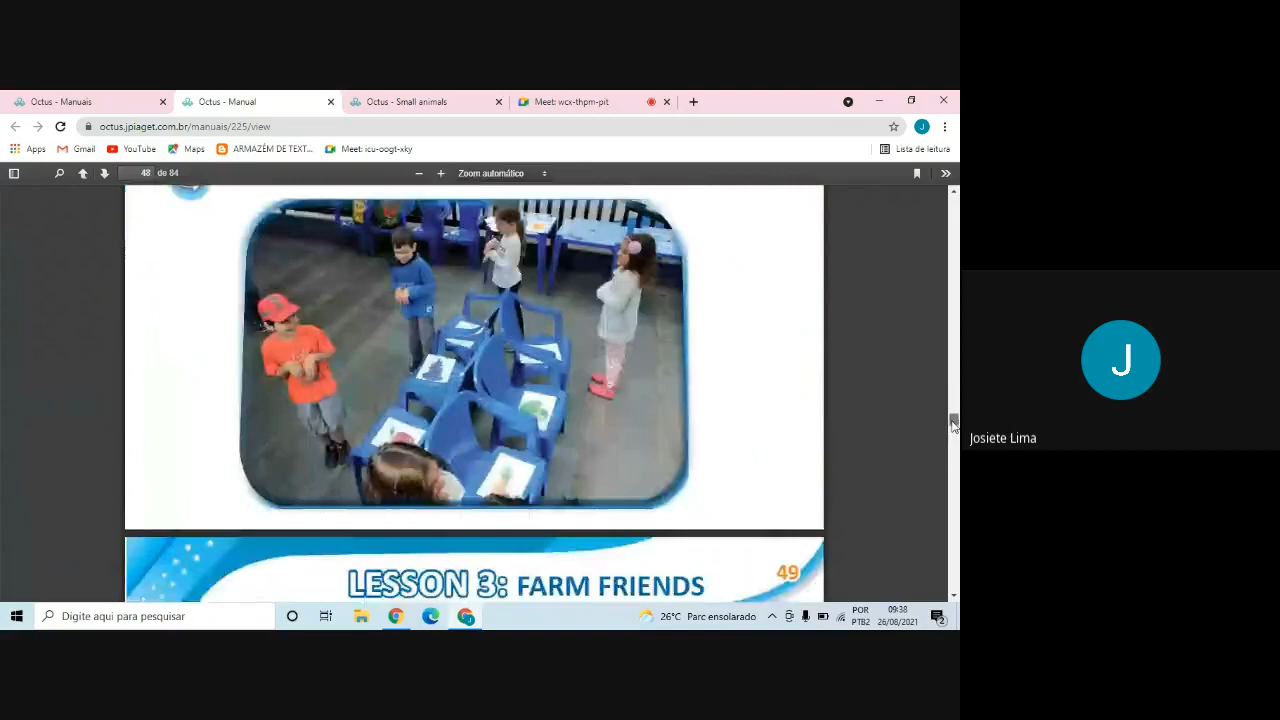 Octus - Manuais
Octus - Manual
Octus - Small animals
Meet: wcx-thpm-pit
octus.jpiaget.com.br/manuais/225/view
J
Apps
Gmail
YouTube
Maps
ARMAZÉM DE TEXT...
Meet: icu-oogt-xky
Lista de leitura
48 de 84
Zoom automático
LESSON 3: FARM FRIENDS
49
J
Josiete Lima
Digite aqui para pesquisar
26°C Parc ensolarado
POR
PTB2
09:38
26/08/2021
2